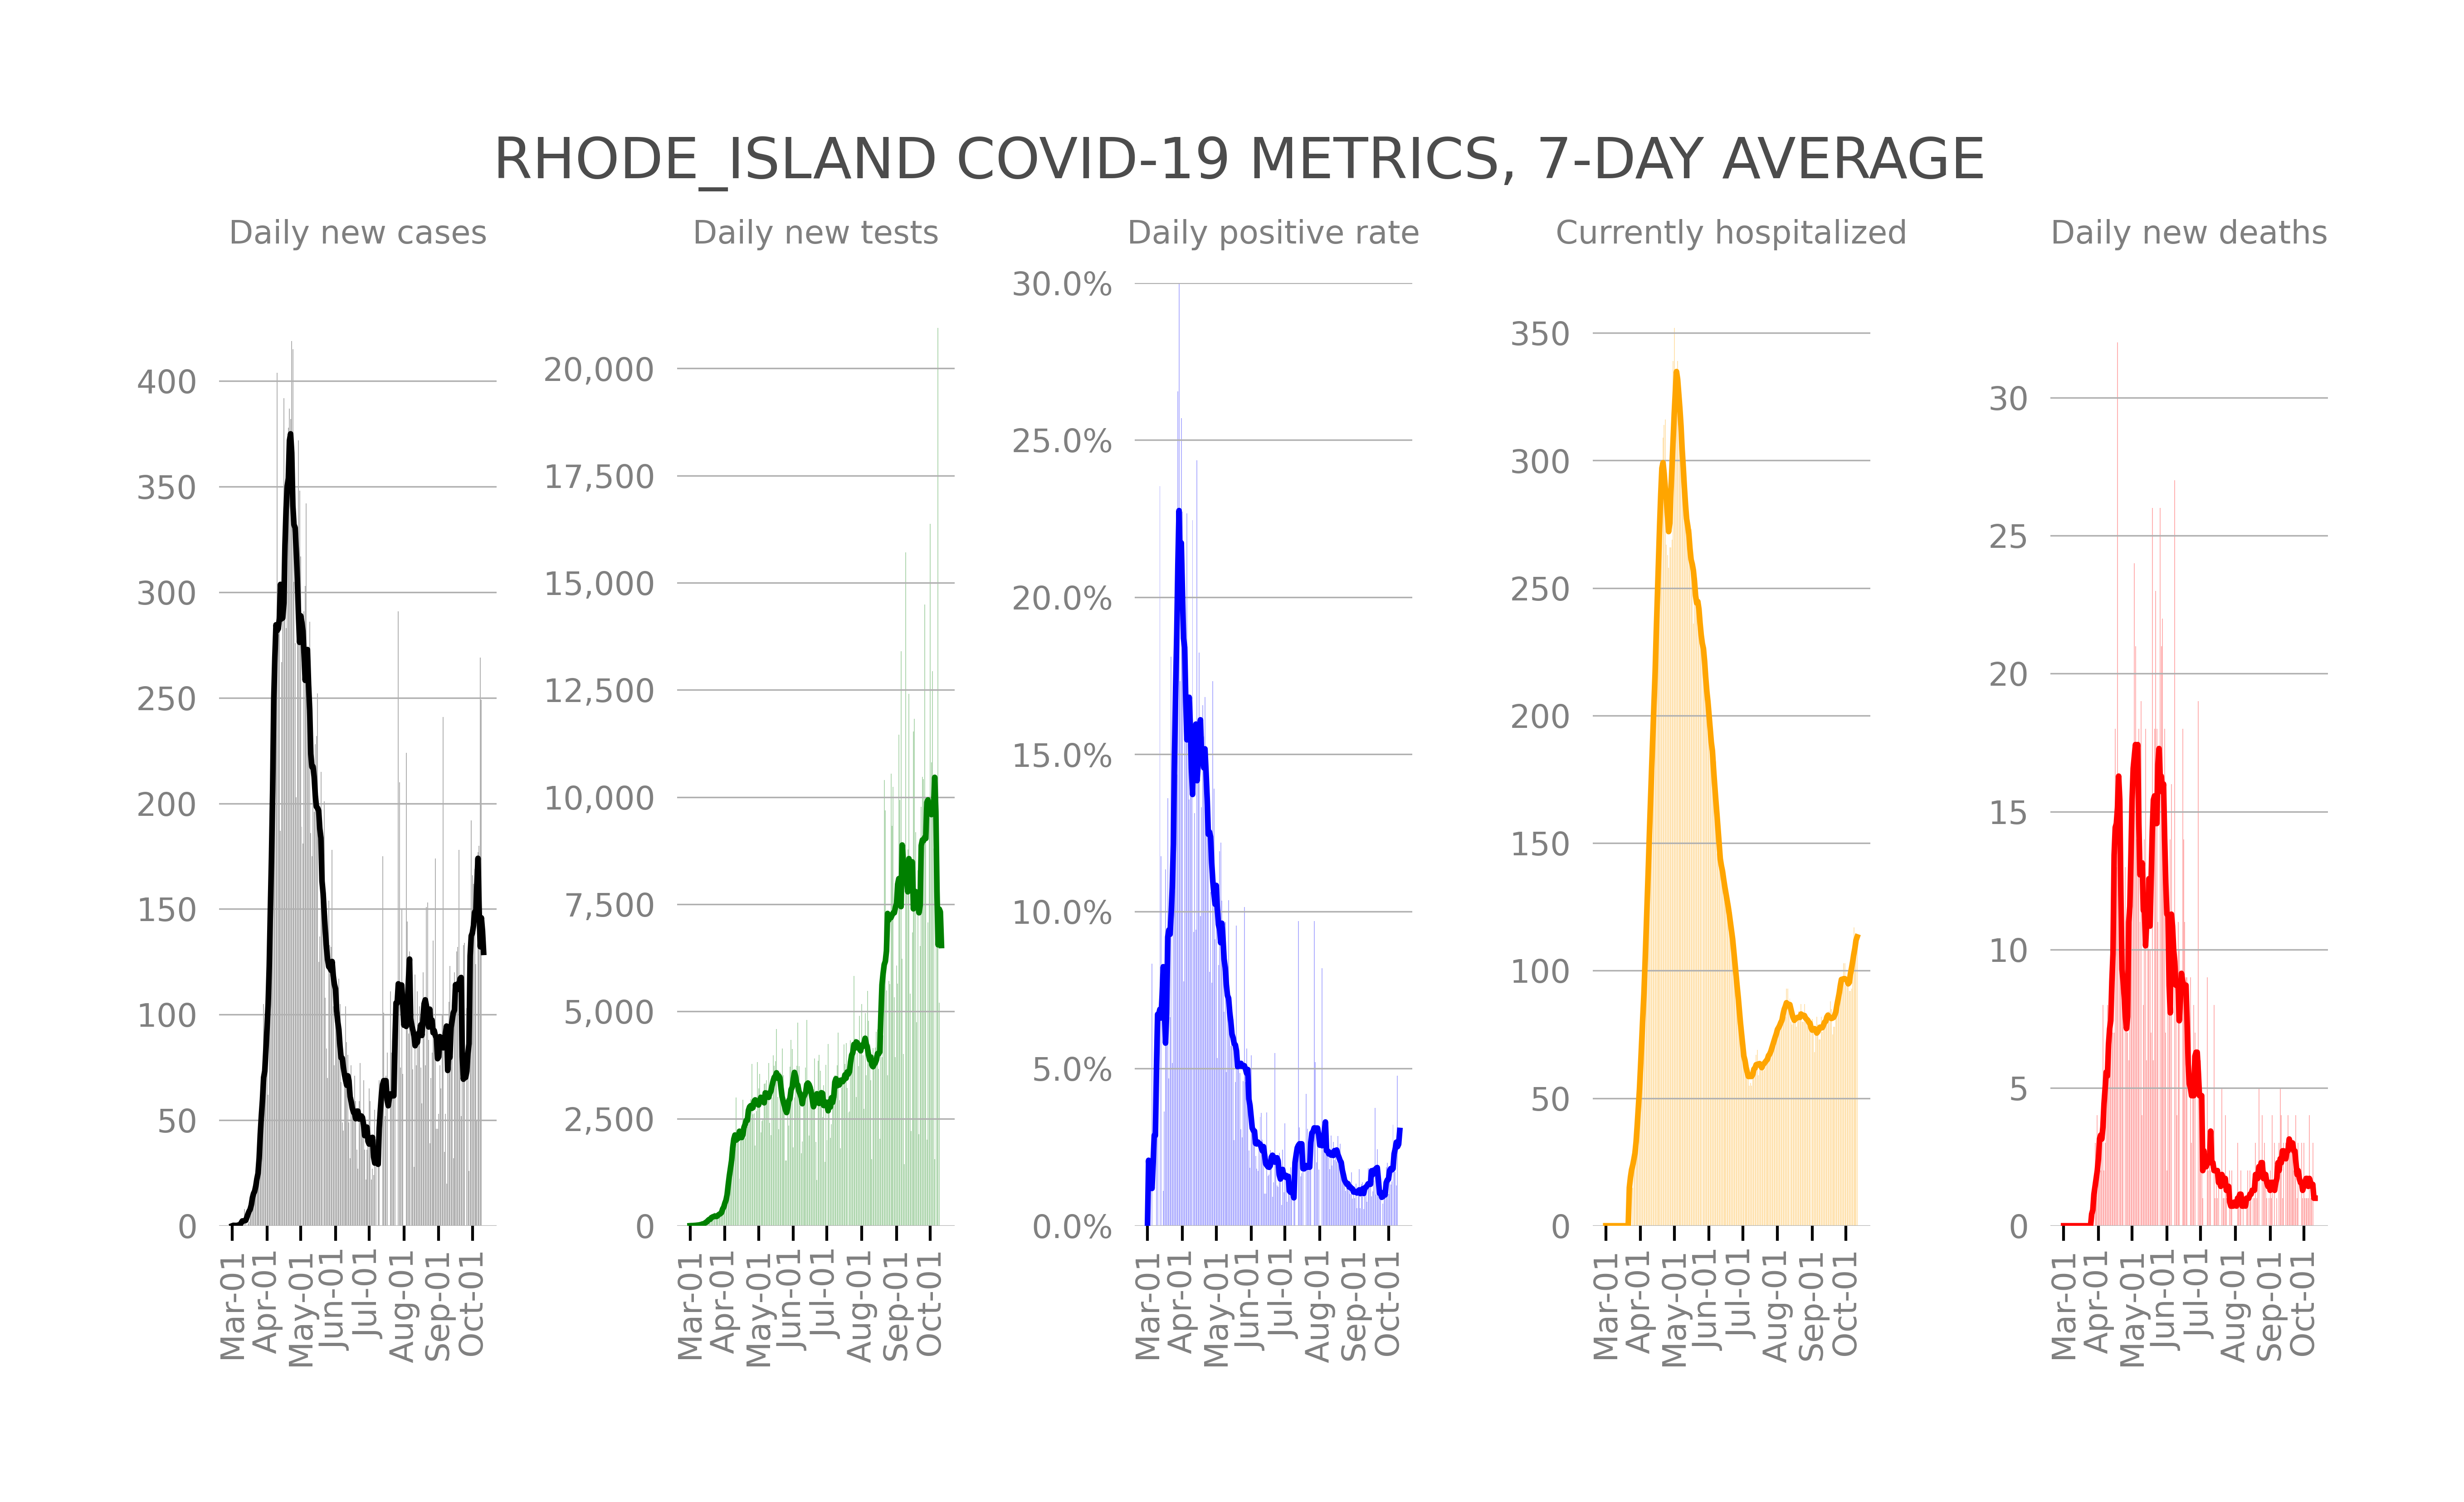 RHODE_ISLAND COVID-19 METRICS, 7-DAY AVERAGE
Daily new cases
400
350
300
250
200
150
100
50
0
Mar-01
Apr-01
May-01
Jun-01
Jul-01
Aug-01
Sep-01
Oct-01
Daily new tests
20,000
17,500
15,000
12,500
10,000
7,500
5,000
2,500
0
Mar-01
Apr-01
May-01
Jun-01
Jul-01
Aug-01
Sep-01
Oct-01
Daily positive rate
30.0%
25.0%
20.0%
15.0%
10.0%
5.0%
0.0%
Mar-01
Apr-01
May-01
Jun-01
Jul-01
Aug-01
Sep-01
Oct-01
Currently hospitalized
350
300
250
200
150
100
50
0
Mar-01
Apr-01
May-01
Jun-01
Jul-01
Aug-01
Sep-01
Oct-01
Daily new deaths
30
25
20
15
10
5
0
Mar-01
Apr-01
May-01
Jun-01
Jul-01
Aug-01
Sep-01
Oct-01